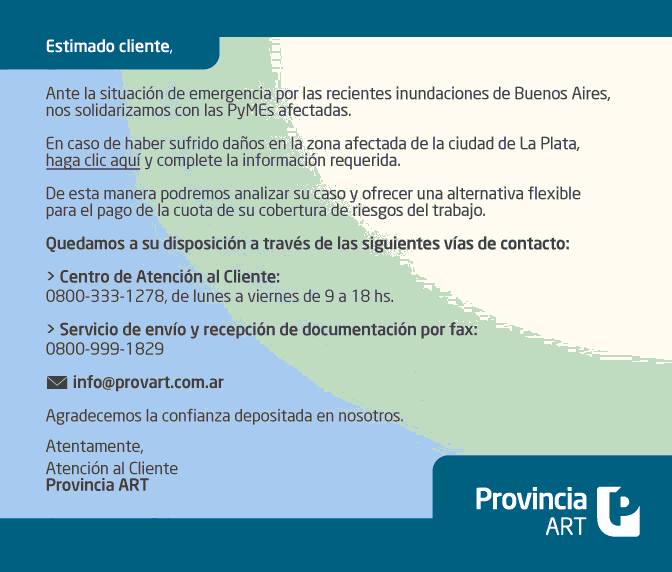 Estimado cliente,
Ante la situación de emergencia por las recientes inundaciones de Buenos Aires,
nos solidarizamos con las PyMEs afectadas.
En caso de haber sufrido daños en la zona afectada de la ciudad de La Plata,
haga clic aquí y complete la información requerida.
De esta manera podremos analizar su caso y ofrecer una alternativa flexible
para el pago de la cuota de su cobertura de riesgos del trabajo.
Quedamos a su disposición a través de las siguientes vías de contacto:
> Centro de Atención al Cliente:
0800-333-1278, de lunes a viernes de 9 a 18 hs.
> Servicio de envío y recepción de documentación por fax:
0800-999-1829
info@provart.com.ar
Agradecemos la confianza depositada en nosotros.
Atentamente,
Atención al Cliente
Provincia ART
Provincia
ART